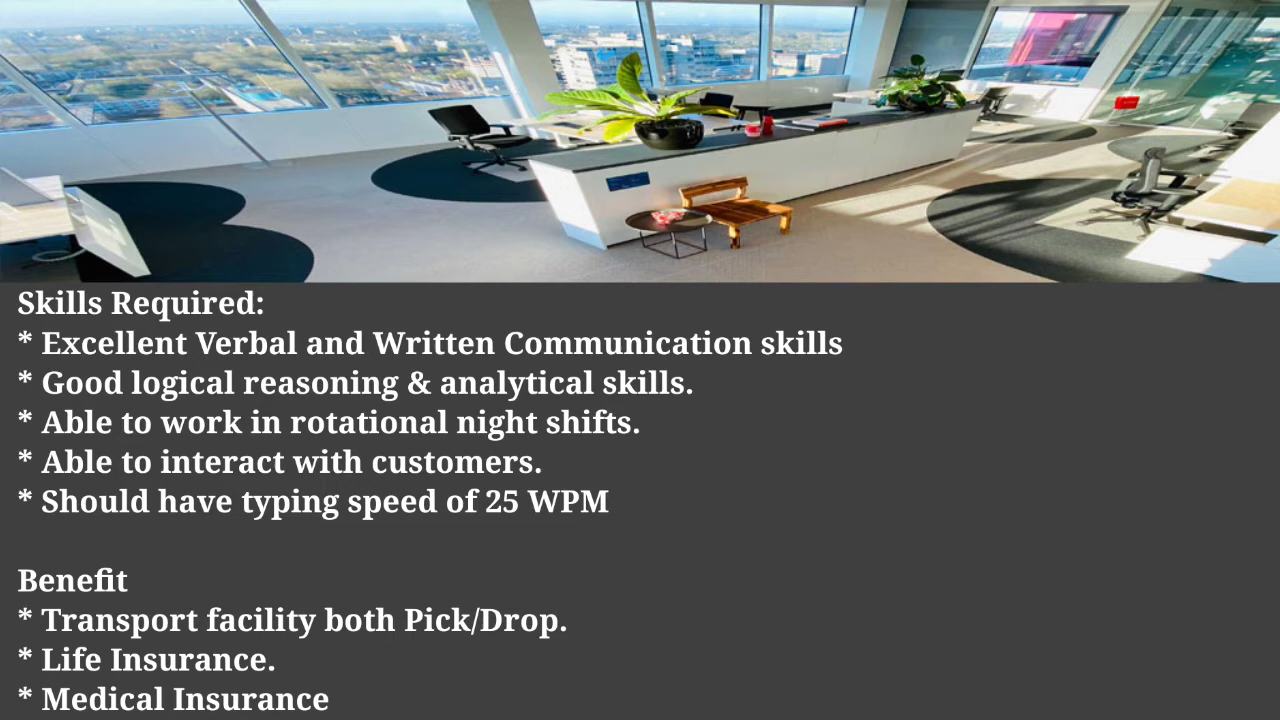 Skills Required:
* Excellent Verbal and Written Communication skills
* Good logical reasoning & analytical skills.
* Able to work in rotational night shifts.
* Able to interact with customers.
* Should have typing speed of 25 WPM
Benefit
* Transport facility both Pick/Drop.
* Life Insurance.
* Medical Insurance